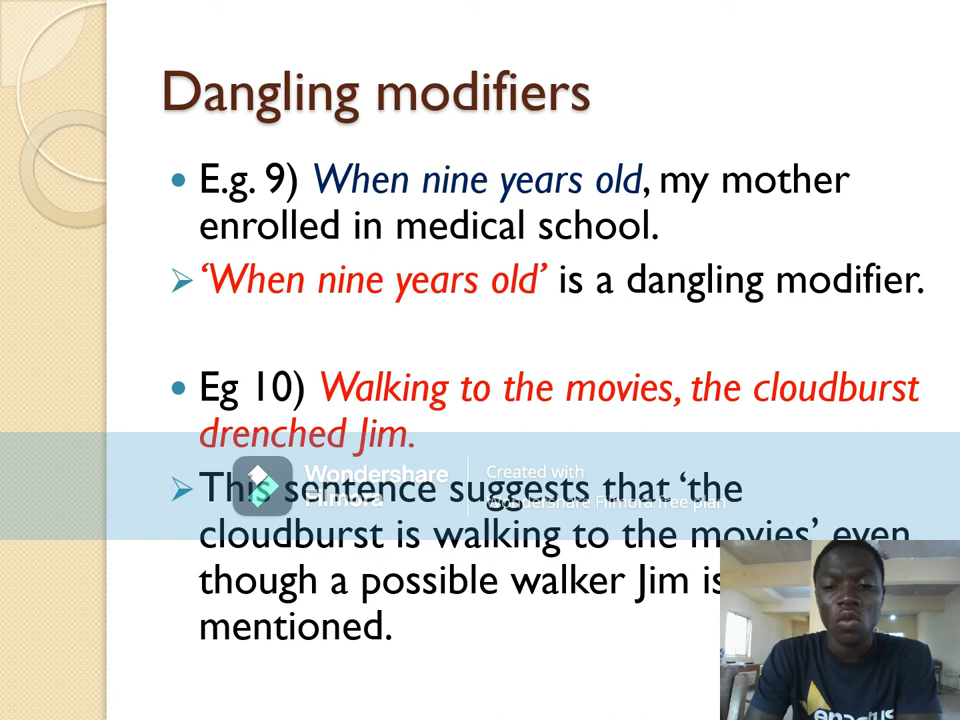 Dangling modifiers
E.g. 9) When nine years old, my mother
enrolled in medical school.
‘When nine years old’ is a dangling modifier.
Eg 10) Walking to the movies, the cloudburst
drenched Jim.
This sentence suggests that ‘the
cloudburst is walking to the movies’ even
though a possible walker Jim is
mentioned.
Wondershare
Filmora
Created with
Wondershare Filmora free plan